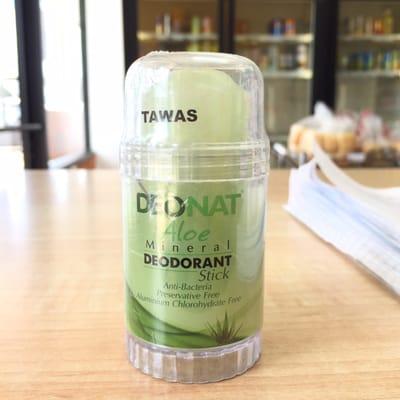 TAWAS
DEONAT
Aloe
Mineral
DEODORANT
Stick
Anti-Bacteria
Preservative Free
Aluminium Chlorohydrate Free